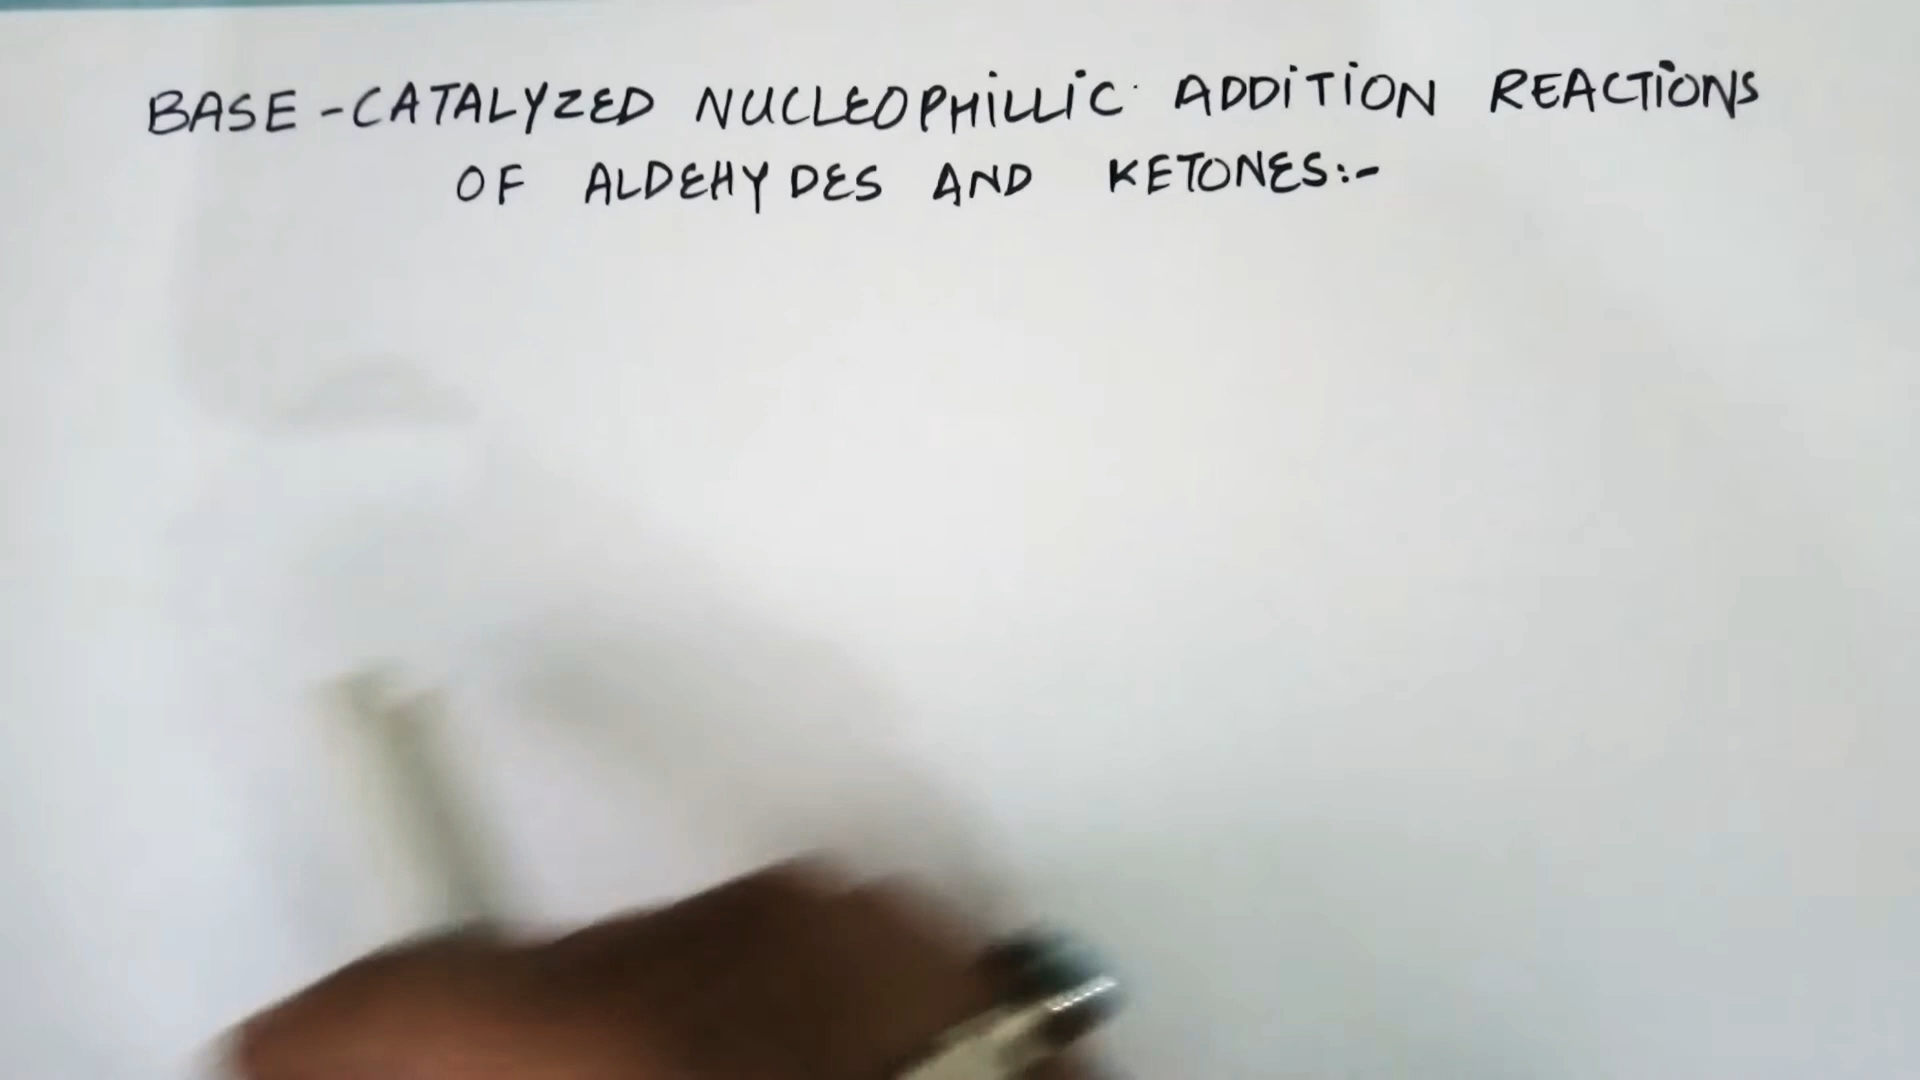 BASE-CATALYZED NUCLEOPHILLIC ADDITION REACTIONS
OF ALDEHYDES AND KETONES:-